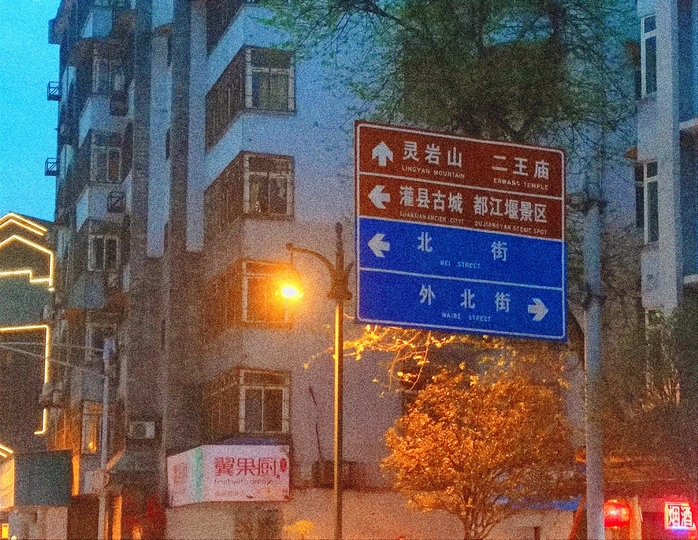 灵岩山 二王庙
LINGYAN MOUNTAIN ERWANG TEMPLE
灌县古城 都江堰景区
GUANXIAN ANCIENT CITY DUJIANGYAN SCENIC SPOT
北 街
BEI STREET
外 北 街
WAIBEI STREET
翼果厨
烟酒